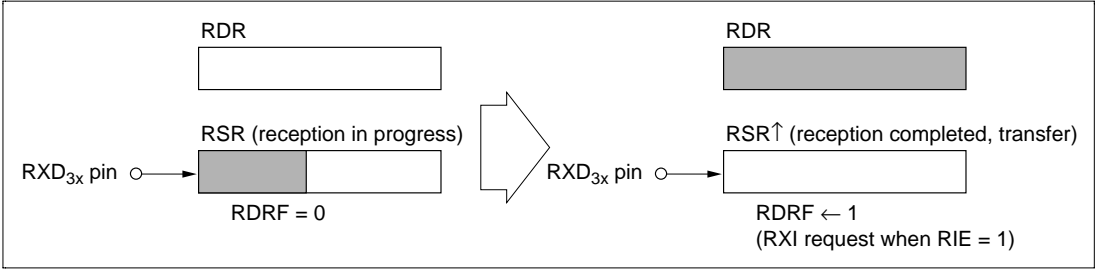 RDR
RSR (reception in progress)
RXD3x pin
RDRF = 0
RDR
RSR↑ (reception completed, transfer)
RXD3x pin
RDRF ← 1
(RXI request when RIE = 1)